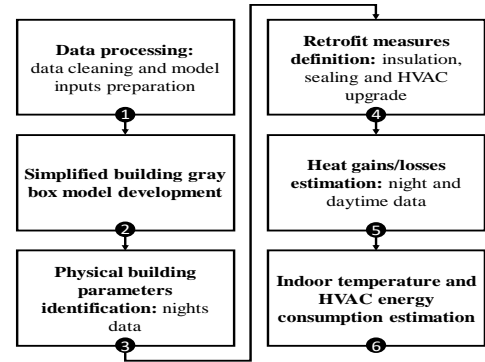 Data processing:
data cleaning and model
inputs preparation
1
Simplified building gray
box model development
2
Physical building
parameters
identification: nights
data
3
Retrofit measures
definition: insulation,
sealing and HVAC
upgrade
4
Heat gains/losses
estimation: night and
daytime data
5
Indoor temperature and
HVAC energy
consumption estimation
6